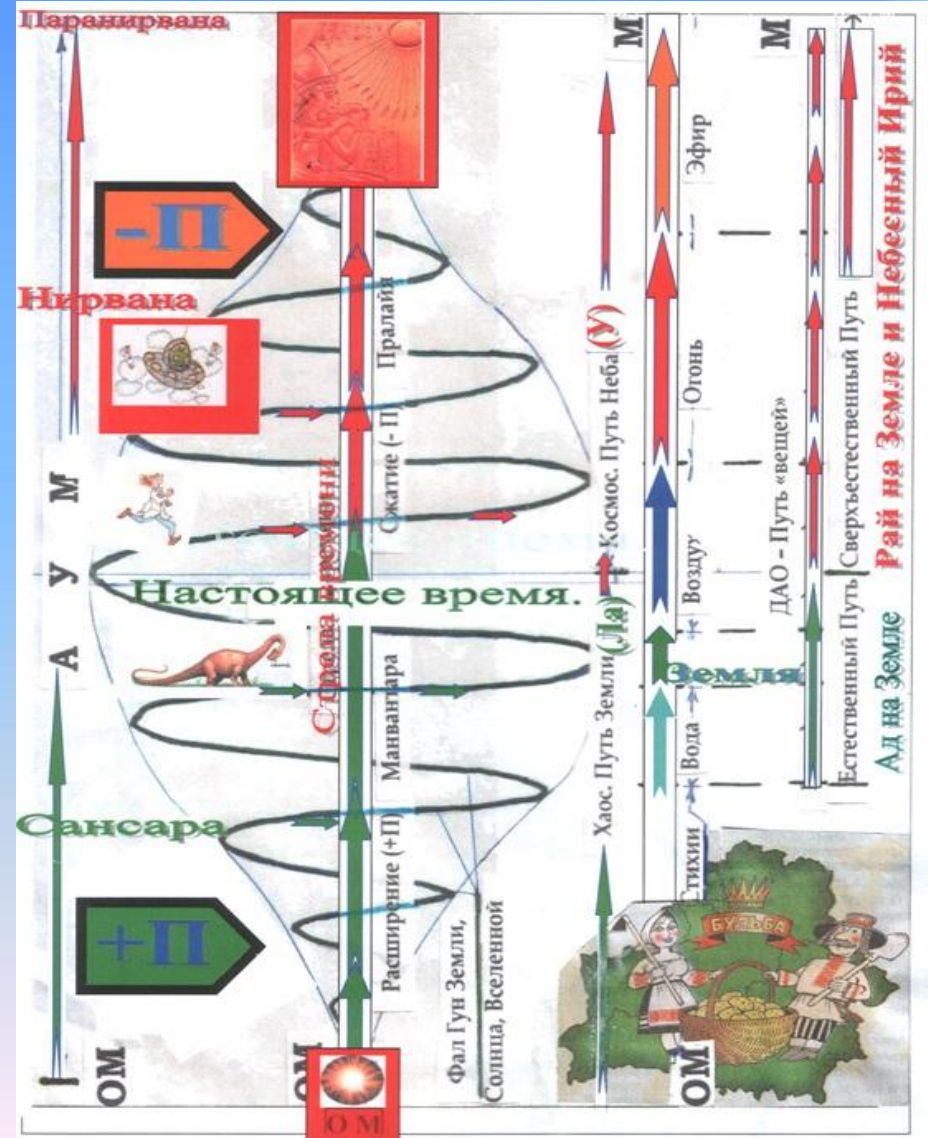 Паранирвана
-П
Нирвана
А У М
Сансара
+П
ОМ
ОМ
О М
Стрела времени
Настоящее время.
Расширение (+П)
Манвантара
Сжатие (- П)
Пралайя
Фал Гун Земли,
Солнца, Вселенной
Хаос. Путь Земли
(Ла)
Космос. Путь Неба
(У)
М
ОМ
Стихии
Вода
Земля
Воздух
Огонь
Эфир
БУЛЬБА
ДАО – Путь «вещей»
М
Естественный Путь
Сверхъестественный Путь
Ад на Земле
Рай на Земле и Небесный Ирий